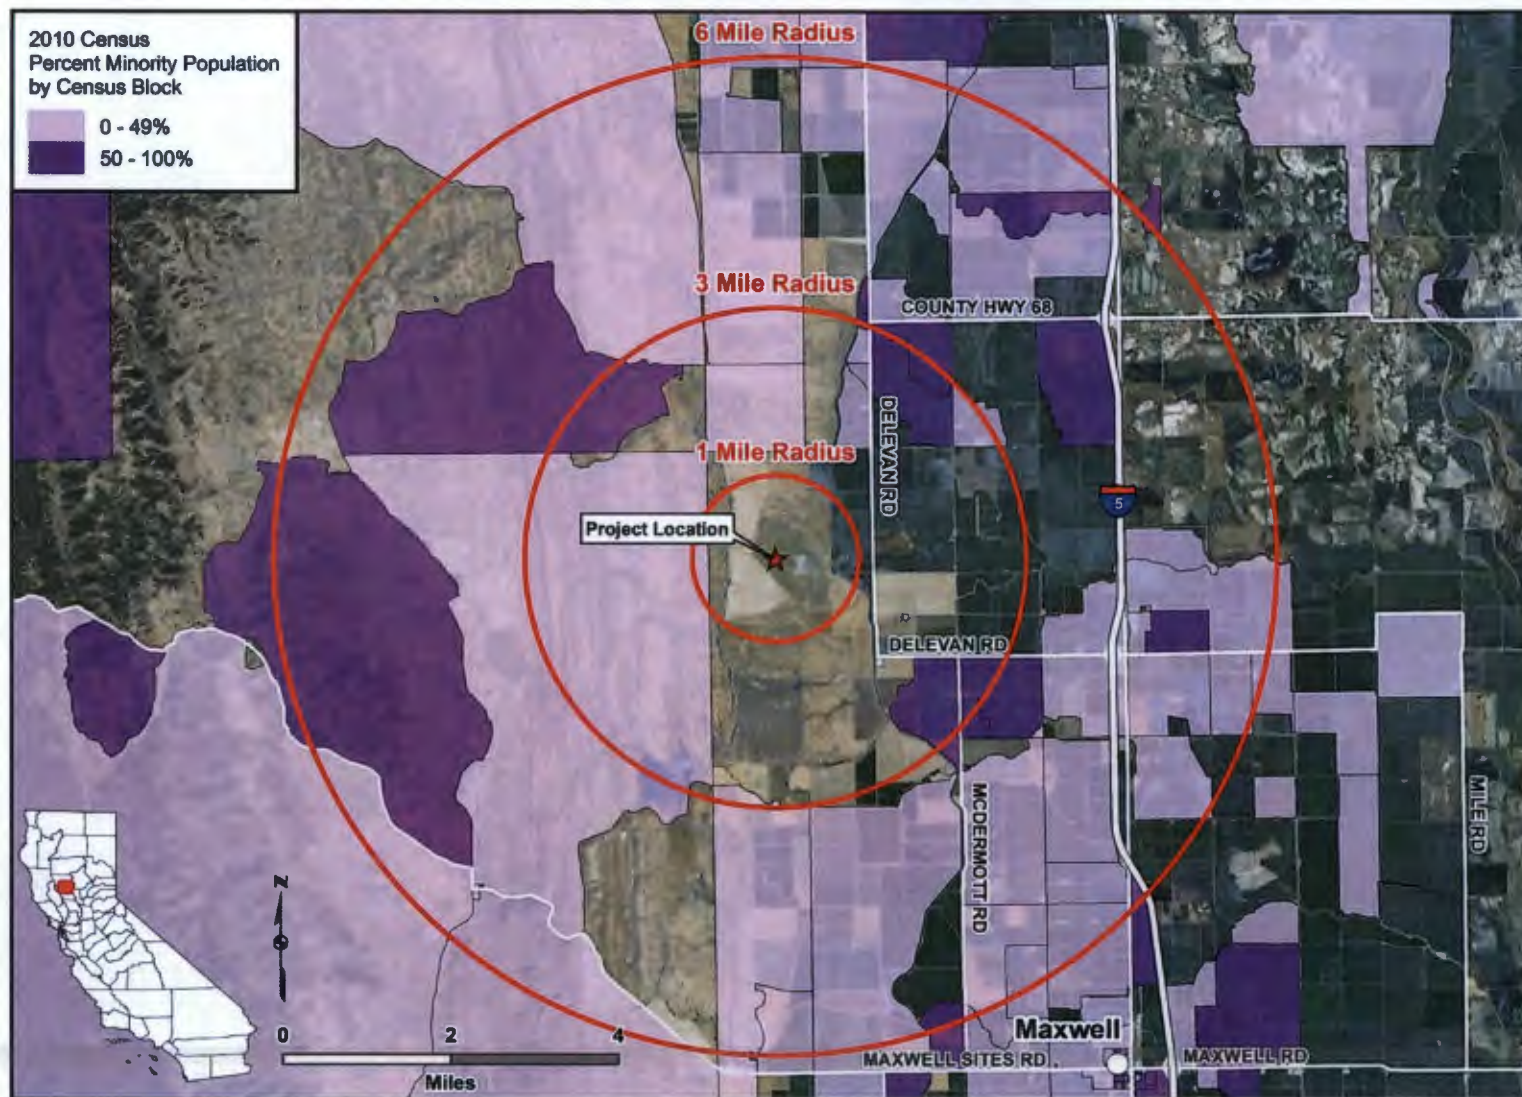 2010 Census
Percent Minority Population
by Census Block
0 - 49%
50 - 100%
6 Mile Radius
3 Mile Radius
COUNTY HWY 68
DELEVAN RD
1 Mile Radius
5
Project Location
DELEVAN RD
MCDERMOTT RD
MILE RD
N
0 2 4
Miles
Maxwell
MAXWELL SITES RD
MAXWELL RD